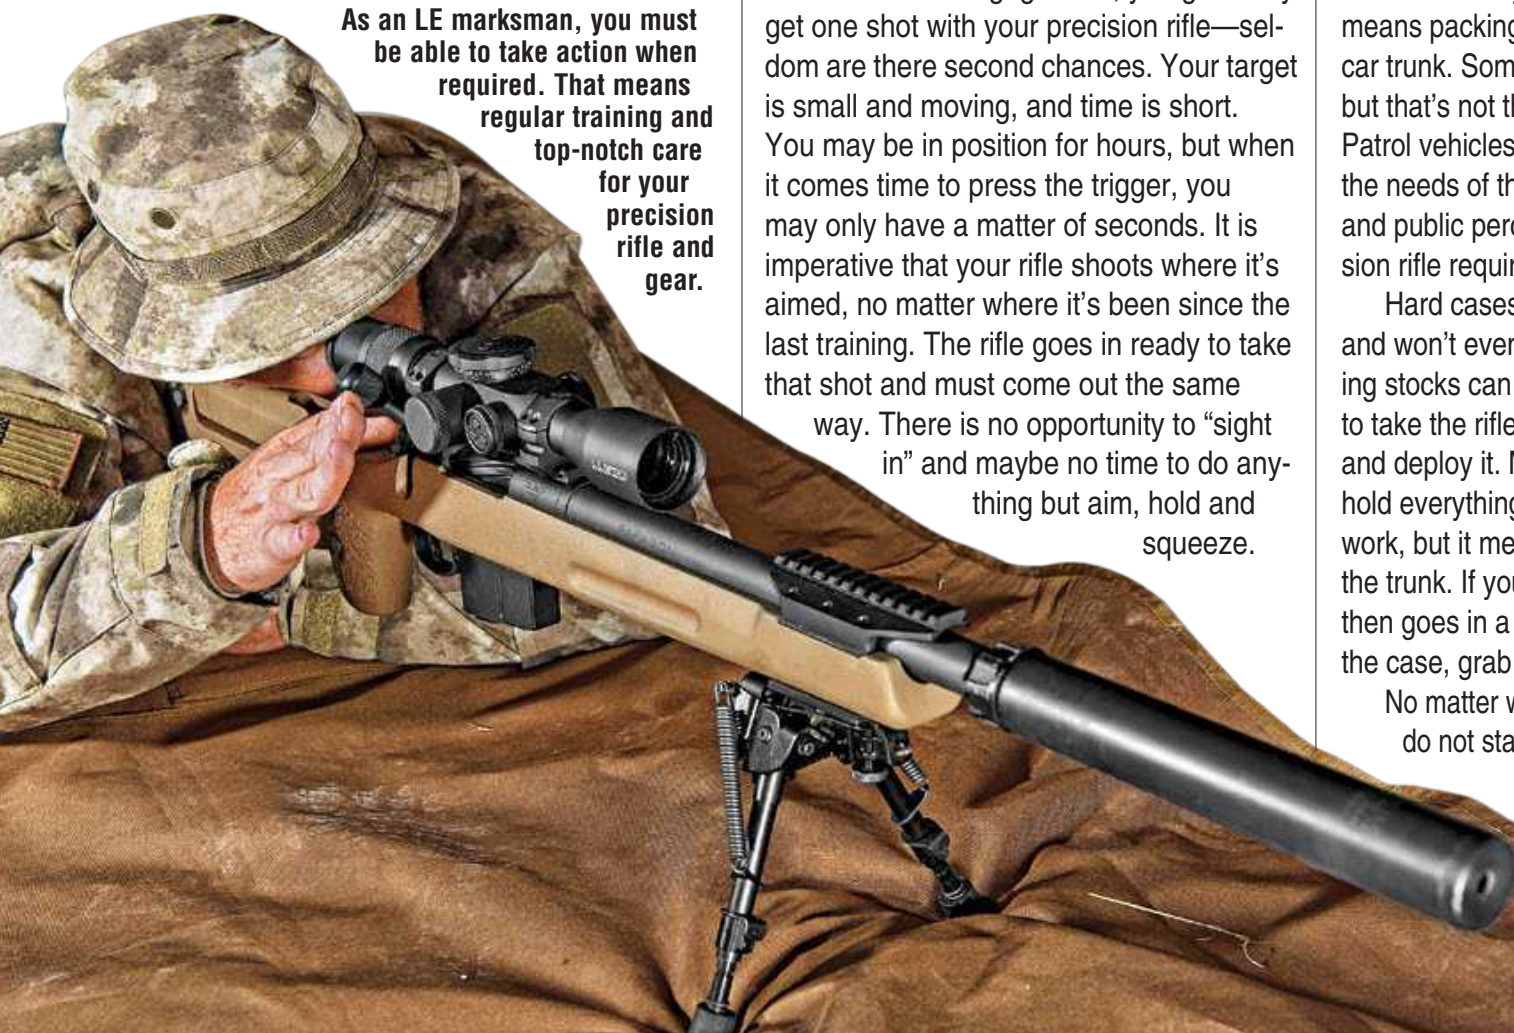 As an LE marksman, you must
be able to take action when
required. That means
regular training and
top-notch care
for your
precision
rifle and
gear.
get one shot with your precision rifle—sel-
dom are there second chances. Your target
is small and moving, and time is short.
You may be in position for hours, but when
it comes time to press the trigger, you
may only have a matter of seconds. It is
imperative that your rifle shoots where it’s
aimed, no matter where it’s been since the
last training. The rifle goes in ready to take
that shot and must come out the same
way. There is no opportunity to “sight
in” and maybe no time to do any-
thing but aim, hold and
squeeze.
means packing
car trunk. Som
but that’s not th
Patrol vehicles
the needs of th
and public perc
sion rifle requir
Hard cases
and won’t ever
ing stocks can
to take the rifle
and deploy it. M
hold everything
work, but it me
the trunk. If you
then goes in a
the case, grab
No matter w
do not sta